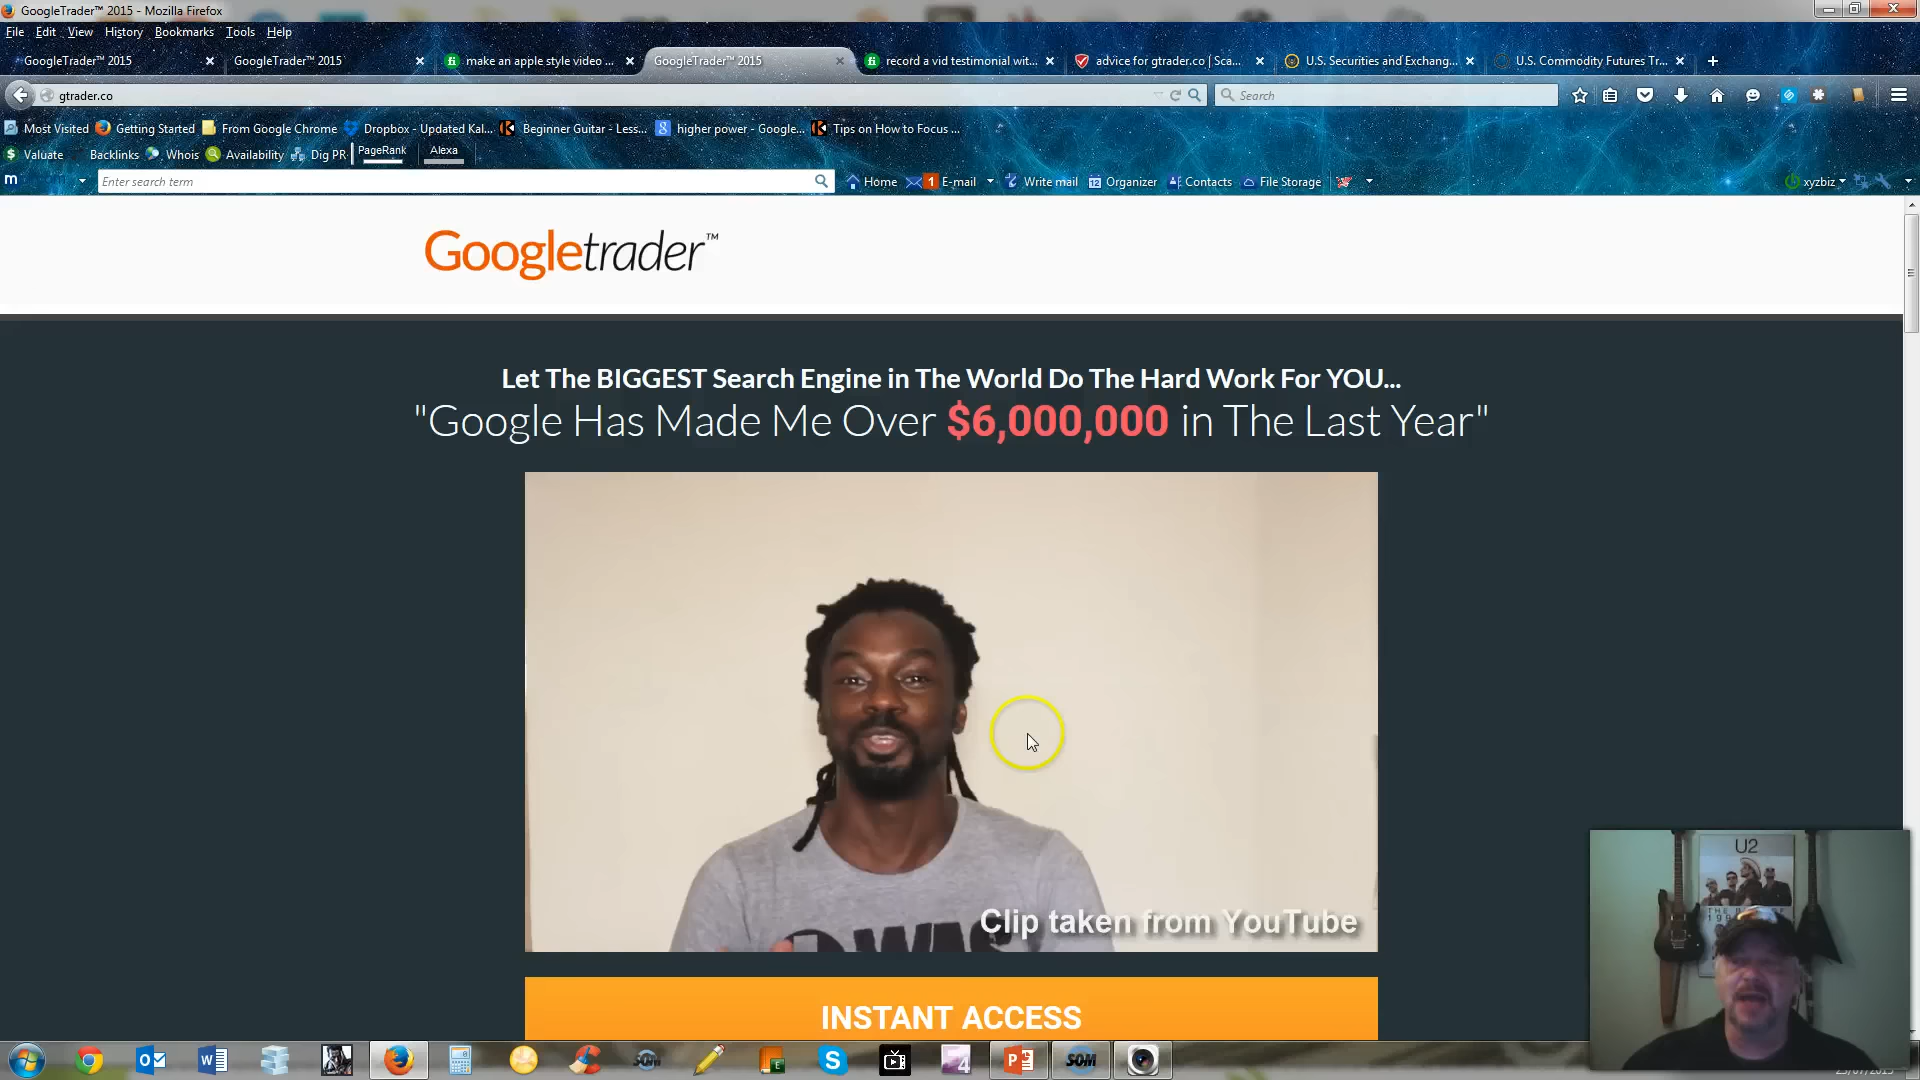 GoogleTrader™ 2015 - Mozilla Firefox
File Edit View History Bookmarks Tools Help
GoogleTrader™ 2015 GoogleTrader™ 2015 make an apple style video ... GoogleTrader™ 2015 record a vid testimonial wit... advice for gtrader.co | Sca... U.S. Securities and Exchang... U.S. Commodity Futures Tr...
gtrader.co Search
Most Visited Getting Started From Google Chrome Dropbox - Updated Kal... Beginner Guitar - Less... higher power - Google... Tips on How to Focus ...
Valuate Backlinks Whois Availability Dig PR PageRank Alexa
Enter search term Home 1 E-mail Write mail 12 Organizer Contacts File Storage xyzbiz
Googletrader™
Let The BIGGEST Search Engine in The World Do The Hard Work For YOU...
"Google Has Made Me Over $6,000,000 in The Last Year"
Clip taken from YouTube
U2
INSTANT ACCESS